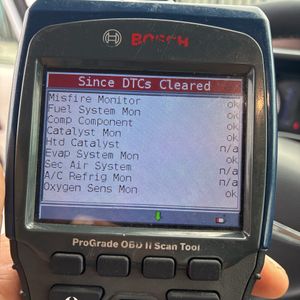 BOSCH
Since DTCs Cleared
Misfire Monitor ok
Fuel System Mon ok
Comp Component ok
Catalyst Mon ok
Htd Catalyst n/a
Evap System Mon ok
Sec Air System n/a
A/C Refrig Mon n/a
Oxygen Sens Mon ok
ProGrade OBD II Scan Tool